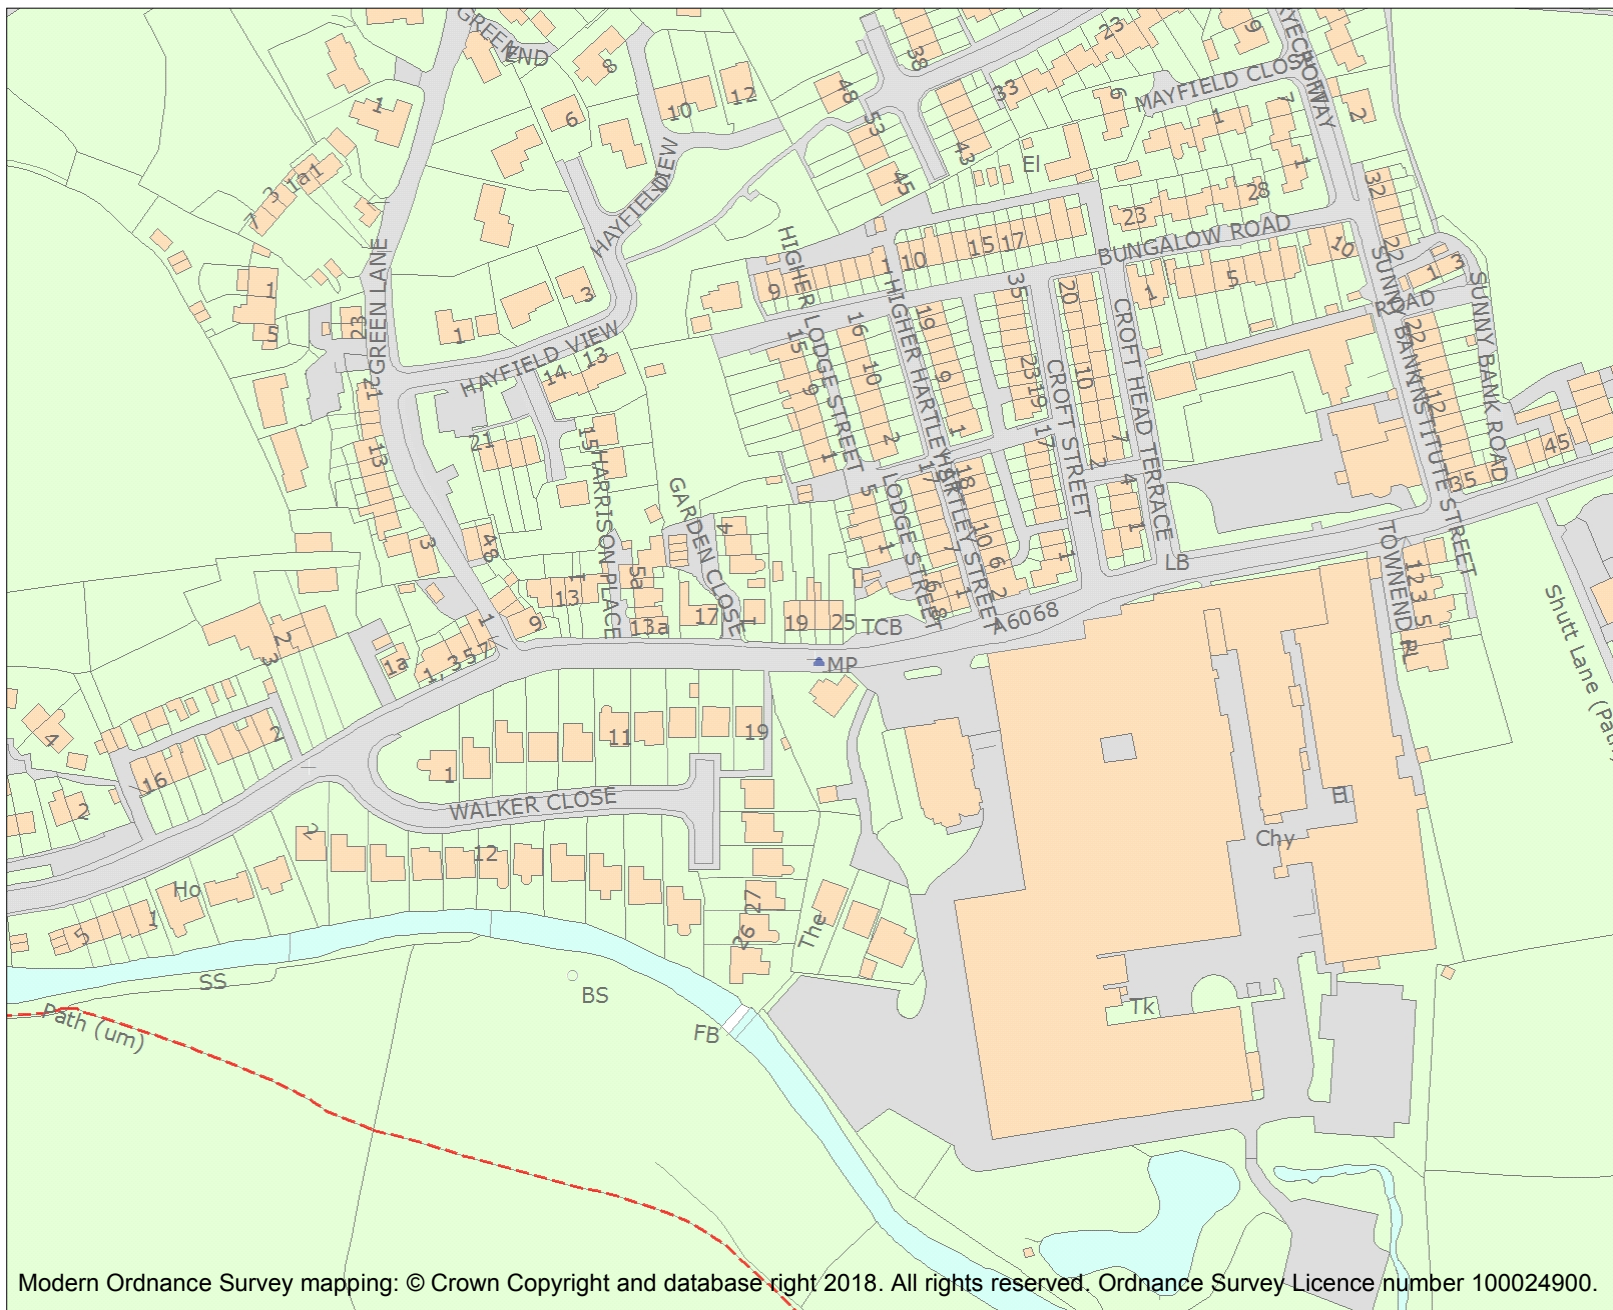 GREEN
END
8
38
23
9
RYECROFT WAY
1
6
10
12
48
53
33
6
MAYFIELD CLOSE
1
7
2
43
El
45
1
32
7 3 1a1
HAYFIELD VIEW
23
28
BUNGALOW ROAD
10
22
GREEN LANE
1
5
23
3
1
HAYFIELD VIEW
14
13
HIGHER LODGE STREET
9
1
10
15 17
HIGHER HARTLEY STREET
35
20
1
5
CROFT HEAD TERRACE
SUNNY BANK ROAD
1 3
SUNNY BANK ROAD
22
12
INSTITUTE STREET
15
9
1
16
10
2
19
9
1
23 19
17
CROFT STREET
10
7
2
4
1
45
35
21
13
21
15
HARRISON PLACE
GARDEN CLOSE
4
5
1
LODGE STREET
17
7
1
HARTLEY STREET
18
10
6
2
1
6
8
3
48
1
13
5a
13a
17
1
19
25
TCB
A6068
LB
TOWNEND PL
1 2 3
5
Shutt Lane (Path)
2
3
1a
1, 3 5 7
1
9
MP
4
2
16
2
1
11
19
WALKER CLOSE
2
12
Ho
1
5
27
26
The
El
Chy
SS
BS
FB
Tk
Path (um)
Modern Ordnance Survey mapping: © Crown Copyright and database right 2018. All rights reserved. Ordnance Survey Licence number 100024900.